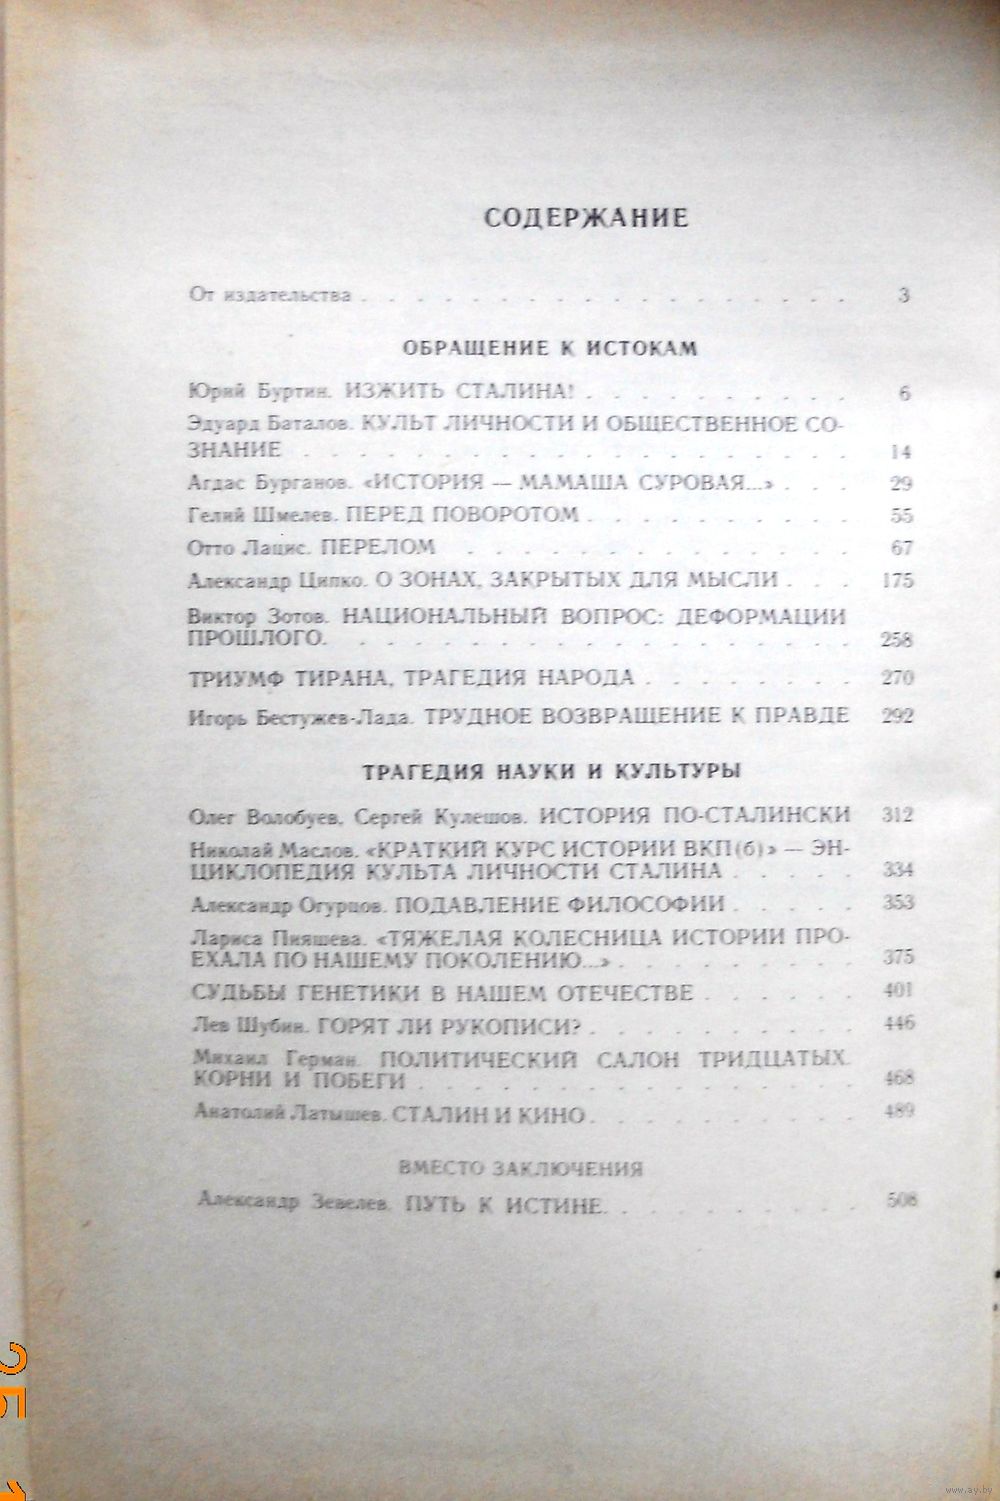 СОДЕРЖАНИЕ
От издательства . . . . . . . . . . . . . . . . . . 3
ОБРАЩЕНИЕ К ИСТОКАМ
Юрий Буртин. ИЗЖИТЬ СТАЛИНА! . . . . . . . . . . 6
Эдуард Баталов. КУЛЬТ ЛИЧНОСТИ И ОБЩЕСТВЕННОЕ СО-
ЗНАНИЕ . . . . . . . . . . . . . . . . . . . . 14
Агдас Бурганов. «ИСТОРИЯ — МАМАША СУРОВАЯ...» . . . 29
Гелий Шмелев. ПЕРЕД ПОВОРОТОМ . . . . . . . . . . 55
Отто Лацис. ПЕРЕЛОМ . . . . . . . . . . . . . . 67
Александр Ципко. О ЗОНАХ, ЗАКРЫТЫХ ДЛЯ МЫСЛИ . . . 175
Виктор Зотов. НАЦИОНАЛЬНЫЙ ВОПРОС: ДЕФОРМАЦИИ
ПРОШЛОГО. . . . . . . . . . . . . . . . . . . 258
ТРИУМФ ТИРАНА, ТРАГЕДИЯ НАРОДА . . . . . . . . 270
Игорь Бестужев-Лада. ТРУДНОЕ ВОЗВРАЩЕНИЕ К ПРАВДЕ 292
ТРАГЕДИЯ НАУКИ И КУЛЬТУРЫ
Олег Волобуев, Сергей Кулешов. ИСТОРИЯ ПО-СТАЛИНСКИ 312
Николай Маслов. «КРАТКИЙ КУРС ИСТОРИИ ВКП(б)» — ЭН-
ЦИКЛОПЕДИЯ КУЛЬТА ЛИЧНОСТИ СТАЛИНА . . . . . 334
Александр Огурцов. ПОДАВЛЕНИЕ ФИЛОСОФИИ . . . . . 353
Лариса Пияшева. «ТЯЖЕЛАЯ КОЛЕСНИЦА ИСТОРИИ ПРО-
ЕХАЛА ПО НАШЕМУ ПОКОЛЕНИЮ...» . . . . . . . . . 375
СУДЬБЫ ГЕНЕТИКИ В НАШЕМ ОТЕЧЕСТВЕ . . . . . . 401
Лев Шубин. ГОРЯТ ЛИ РУКОПИСИ? . . . . . . . . . . 446
Михаил Герман. ПОЛИТИЧЕСКИЙ САЛОН ТРИДЦАТЫХ.
КОРНИ И ПОБЕГИ . . . . . . . . . . . . . . . . 468
Анатолий Латышев. СТАЛИН И КИНО . . . . . . . . . . 489
ВМЕСТО ЗАКЛЮЧЕНИЯ
Александр Зевелев. ПУТЬ К ИСТИНЕ. . . . . . . . . . 508
www.ay.by